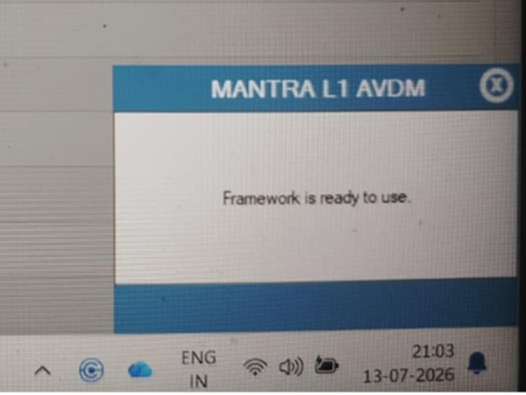 MANTRA L1 AVDM
X
Framework is ready to use.
ENG
IN
21:03
13-07-2026